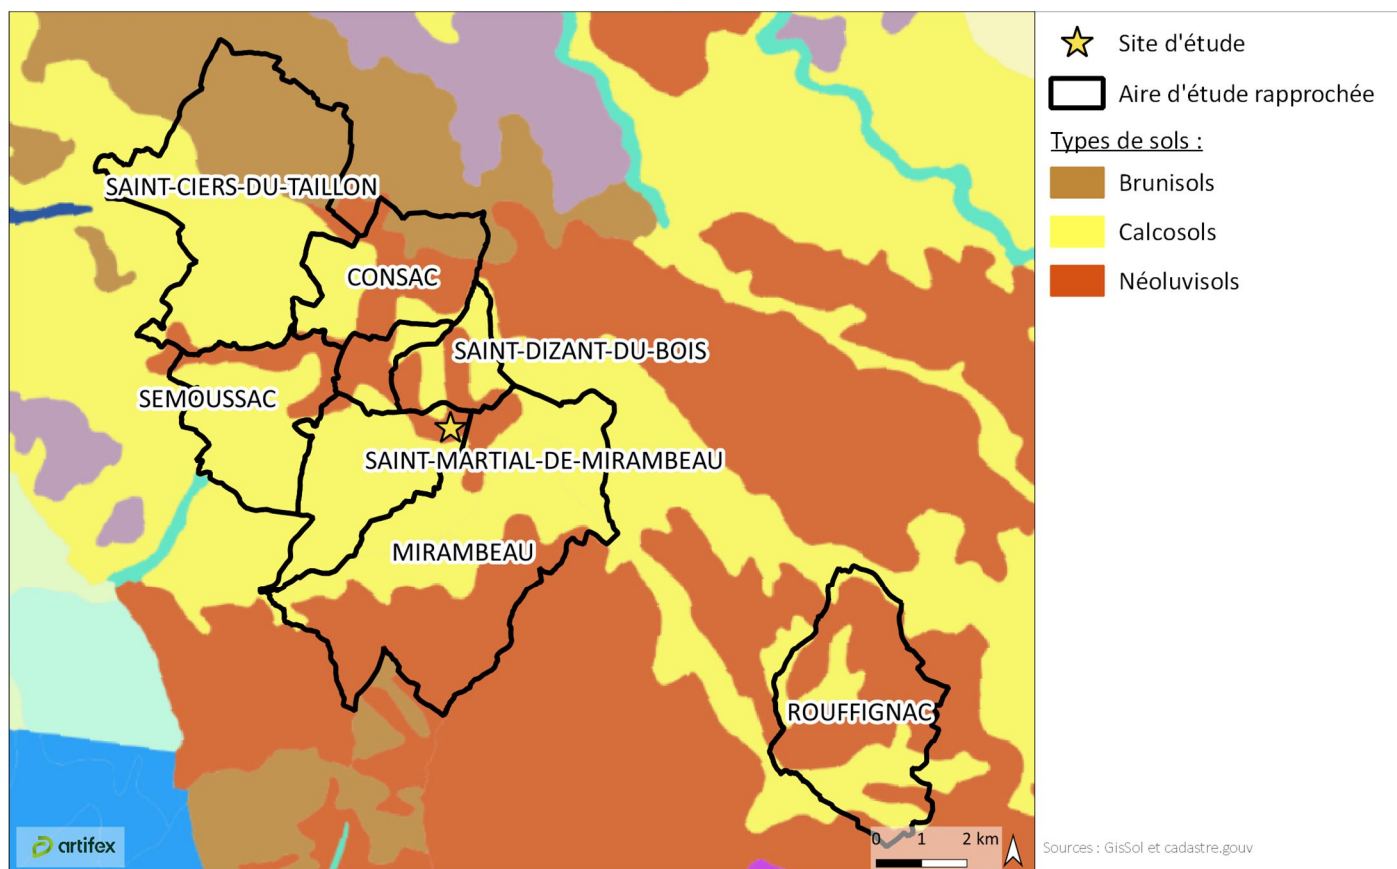 SAINT-CIERS-DU-TAILLON
CONSAC
SAINT-DIZANT-DU-BOIS
SEMOUSSAC
SAINT-MARTIAL-DE-MIRAMBEAU
MIRAMBEAU
ROUFFIGNAC
artifex
0 1 2 km
Site d'étude
Aire d'étude rapprochée
Types de sols :
Brunisols
Calcosols
Néoluvisols
Sources : GisSol et cadastre.gouv